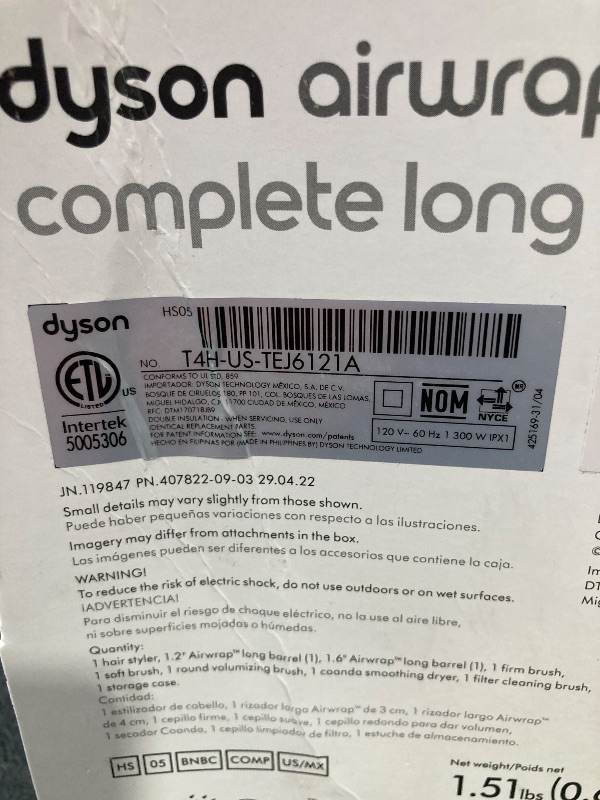 dyson airwrap
complete long
dyson
HS05
NO. T4H-US-TEJ6121A
ETL
LISTED
US
Intertek
5005306
CONFORMS TO UL STD. 859
IMPORTADOR: DYSON TECHNOLOGY MÉXICO, S.A. DE C.V.
BOSQUE DE CIRUELOS 180, PP 101, COL. BOSQUES DE LAS LOMAS,
MIGUEL HIDALGO, C.P. 11700 CIUDAD DE MÉXICO, MÉXICO
RFC. DTM170718J89
DOUBLE INSULATION - WHEN SERVICING, USE ONLY
IDENTICAL REPLACEMENT PARTS.
FOR PATENT INFORMATION SEE: www.dyson.com/patents
HECHO EN FILIPINAS POR (MADE IN PHILIPPINES BY) DYSON TECHNOLOGY LIMITED
NOM
NYCE
MR
120 V~ 60 Hz 1 300 W IPX1
425169-31/04
JN.119847 PN.407822-09-03 29.04.22
Small details may vary slightly from those shown.
Puede haber pequeñas variaciones con respecto a las ilustraciones.
Imagery may differ from attachments in the box.
Las imágenes pueden ser diferentes a los accesorios que contiene la caja.
WARNING!
To reduce the risk of electric shock, do not use outdoors or on wet surfaces.
¡ADVERTENCIA!
Para disminuir el riesgo de choque eléctrico, no la use al aire libre,
ni sobre superficies mojadas o húmedas.
Quantity:
1 hair styler, 1.2" Airwrap™ long barrel (1), 1.6" Airwrap™ long barrel (1), 1 firm brush,
1 soft brush, 1 round volumizing brush, 1 coanda smoothing dryer, 1 filter cleaning brush,
1 storage case.
Cantidad:
1 estilizador de cabello, 1 rizador largo Airwrap™ de 3 cm, 1 rizador largo Airwrap™
de 4 cm, 1 cepillo firme, 1 cepillo suave, 1 cepillo redondo para dar volumen,
1 secador Coanda, 1 cepillo limpiador de filtro, 1 estuche de almacenamiento.
HS 05 BNBC COMP US/MX
Net weight/Poids net
1.51lbs (0.